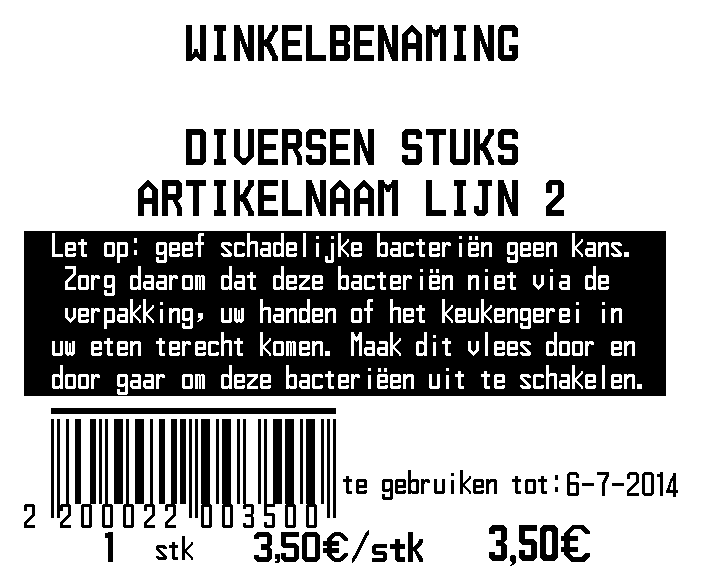 WINKELBENAMING
DIVERSEN STUKS
ARTIKELNAAM LIJN 2
Let op: geef schadelijke bacteriën geen kans.
Zorg daarom dat deze bacteriën niet via de
verpakking, uw handen of het keukengerei in
uw eten terecht komen. Maak dit vlees door en
door gaar om deze bacterïëen uit te schakelen.
te gebruiken tot: 6-7-2014
2 200022 003500
1 stk 3,50€/stk 3,50€